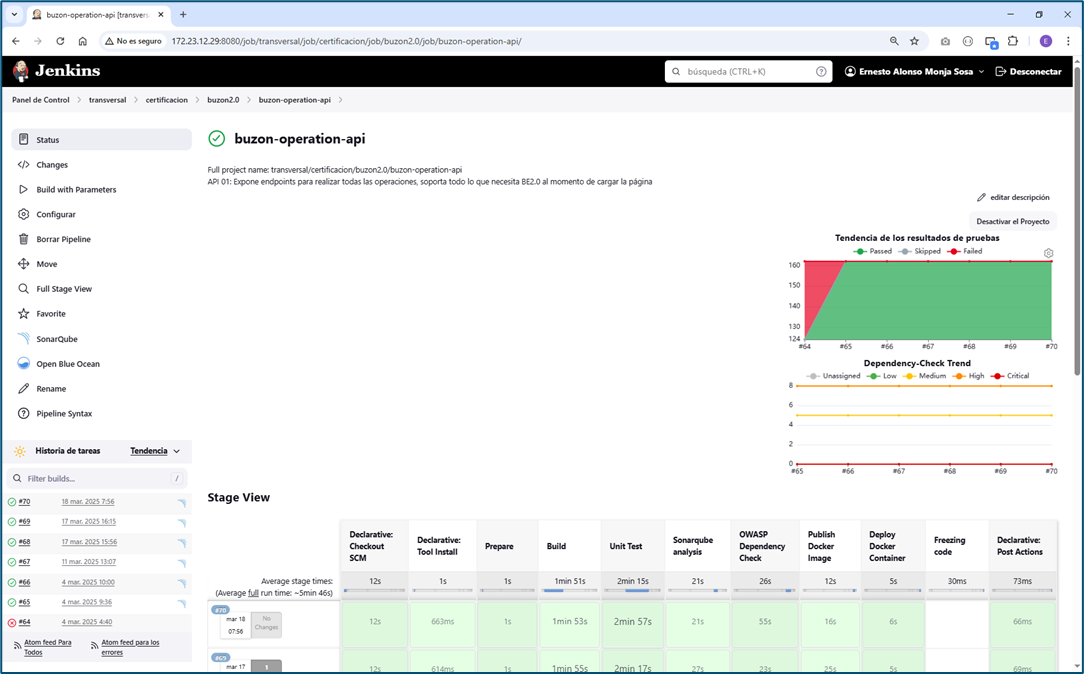 buzon-operation-api [transvers
No es seguro
172.23.12.29:8080/job/transversal/job/certificacion/job/buzon2.0/job/buzon-operation-api/
E
Jenkins
búsqueda (CTRL+K)
Ernesto Alonso Monja Sosa
Desconectar
Panel de Control
transversal
certificacion
buzon2.0
buzon-operation-api
Status
Changes
Build with Parameters
Configurar
Borrar Pipeline
Move
Full Stage View
Favorite
SonarQube
Open Blue Ocean
Rename
Pipeline Syntax
Historia de tareas
Tendencia
Filter builds...
/
#70 18 mar. 2025 7:56
#69 17 mar. 2025 16:15
#68 17 mar. 2025 15:56
#67 11 mar. 2025 13:07
#66 4 mar. 2025 10:00
#65 4 mar. 2025 9:36
#64 4 mar. 2025 4:40
Atom feed Para
Todos
Atom feed para los
errores
buzon-operation-api
Full project name: transversal/certificacion/buzon2.0/buzon-operation-api
API 01: Expone endpoints para realizar todas las operaciones, soporta todo lo que necesita BE2.0 al momento de cargar la página
editar descripción
Desactivar el Proyecto
Tendencia de los resultados de pruebas
Passed Skipped Failed
160
150
140
130
124
#64 #65 #66 #67 #68 #69 #70
Dependency-Check Trend
Unassigned Low Medium High Critical
8
6
4
2
0
#65 #66 #67 #68 #69 #70
Stage View
Declarative:
Checkout
SCM
Declarative:
Tool Install
Prepare
Build
Unit Test
Sonarqube
analysis
OWASP
Dependency
Check
Publish
Docker
Image
Deploy
Docker
Container
Freezing
code
Declarative:
Post Actions
Average stage times:
(Average full run time: ~5min 46s)
12s 1s 1s 1min 51s 2min 15s 21s 26s 12s 5s 30ms 73ms
#70
mar 18
07:56
No
Changes
12s 663ms 1s 1min 53s 2min 57s 21s 55s 16s 6s 66ms
#69
mar 17
1
12s 614ms 1s 1min 55s 2min 17s 27s 23s 25s 5s 69ms